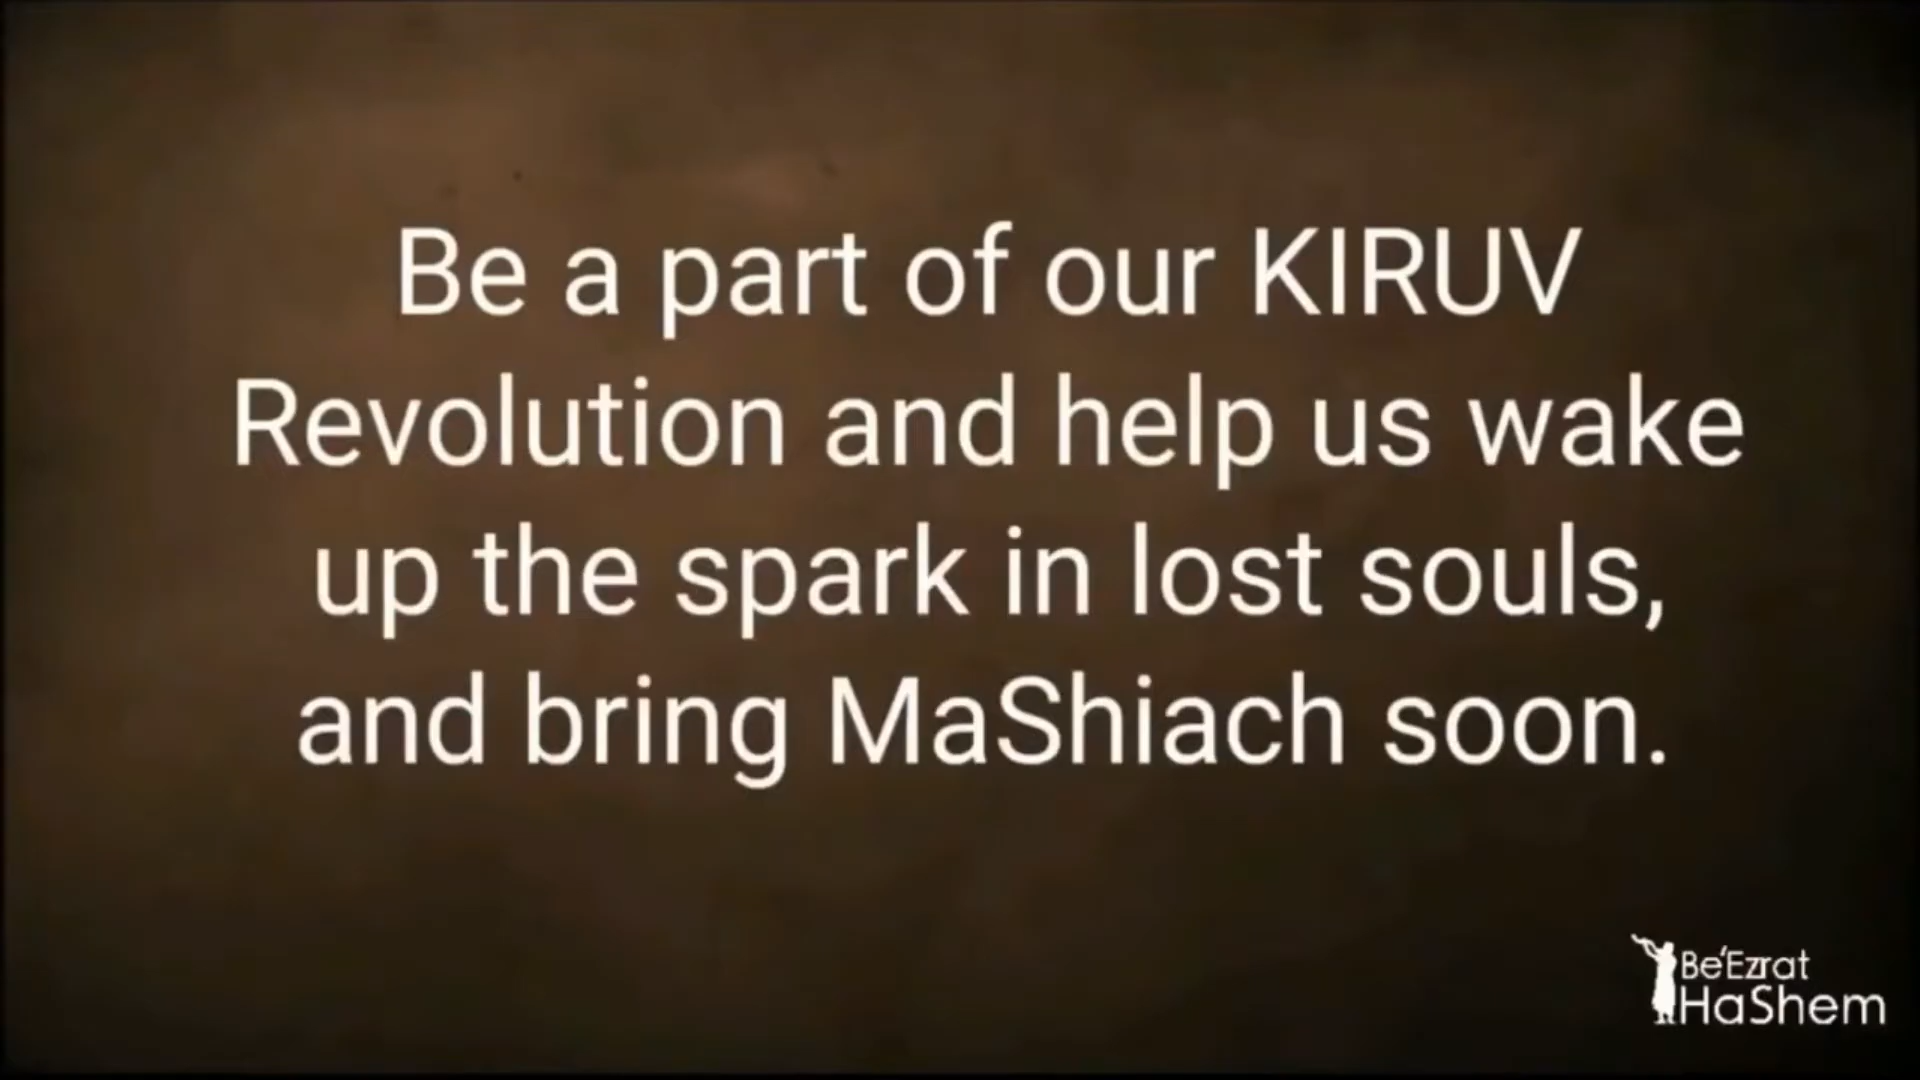 Be a part of our KIRUV
Revolution and help us wake
up the spark in lost souls,
and bring MaShiach soon.
Be'Ezrat
HaShem